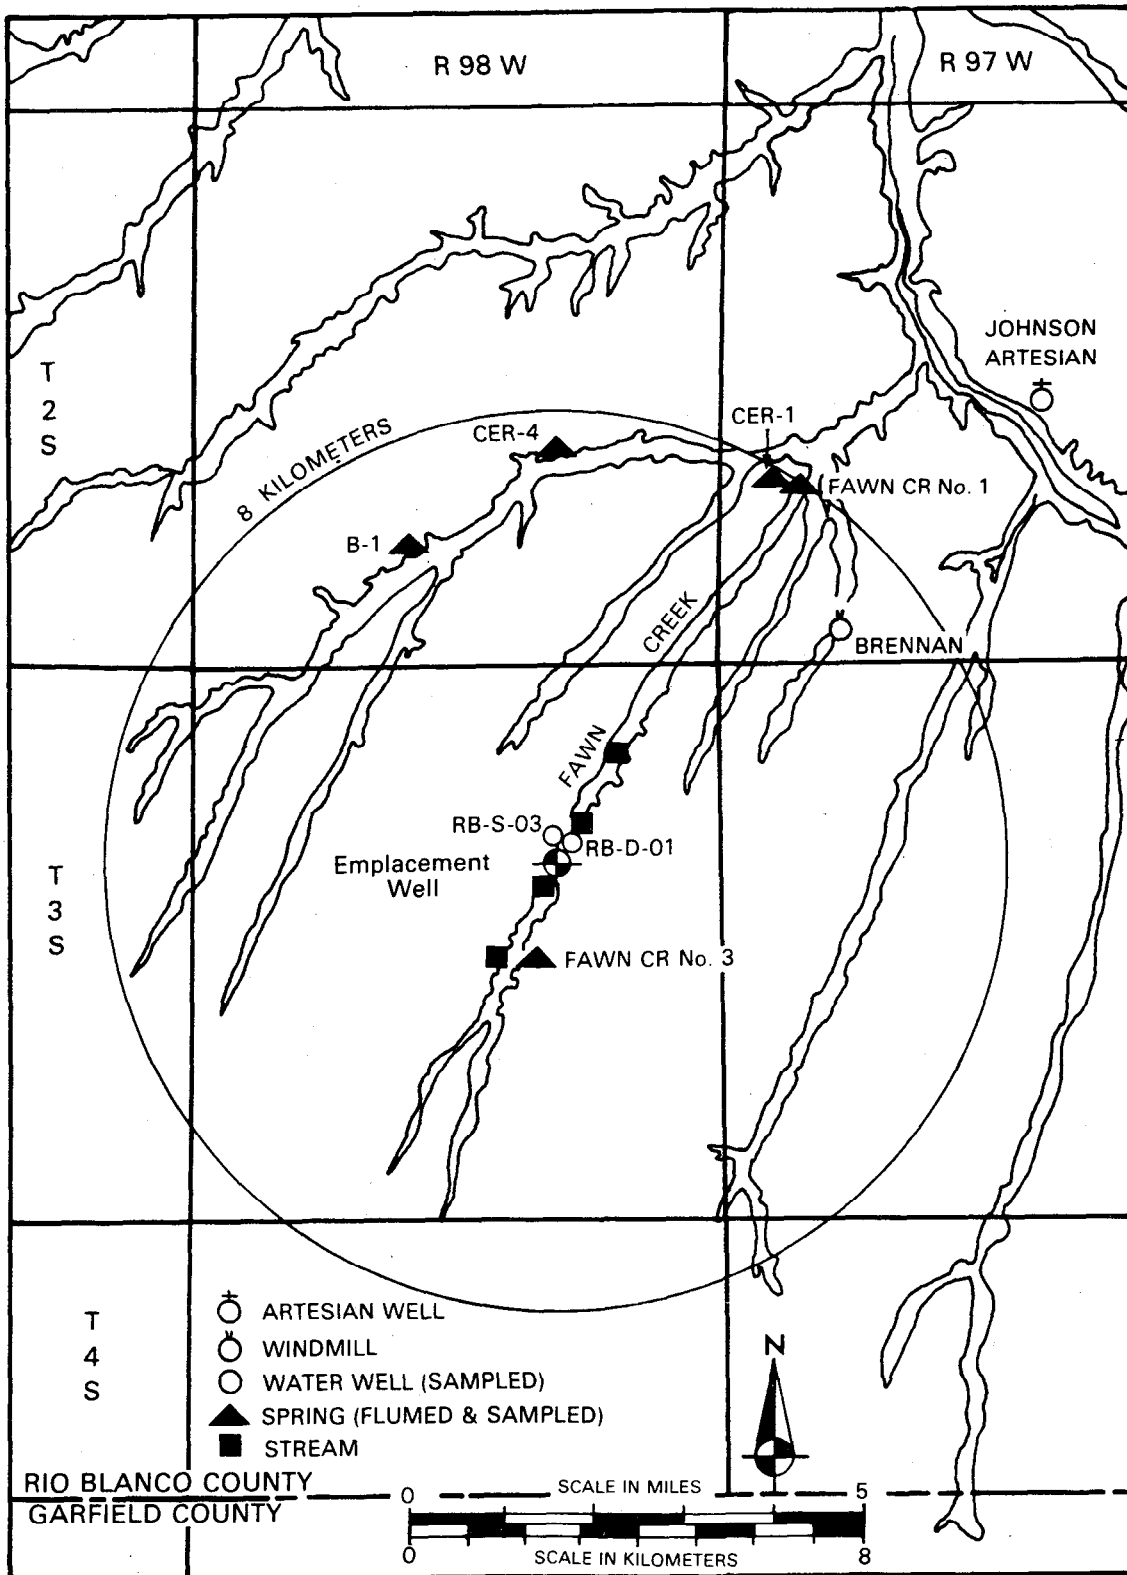 R 98 W
R 97 W
JOHNSON
ARTESIAN
T
2
S
8 KILOMETERS
CER-4
CER-1
FAWN CR No. 1
B-1
CREEK
BRENNAN
FAWN
RB-S-03
RB-D-01
Emplacement
Well
T
3
S
FAWN CR No. 3
T
4
S
ARTESIAN WELL
WINDMILL
WATER WELL (SAMPLED)
SPRING (FLUMED & SAMPLED)
STREAM
N
RIO BLANCO COUNTY
GARFIELD COUNTY
0 SCALE IN MILES 5
0 SCALE IN KILOMETERS 8